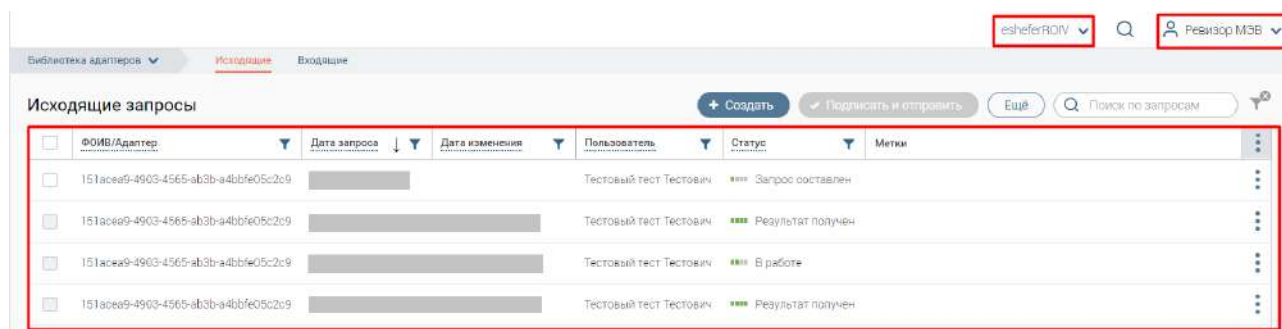 esheferROIV Ревизор МЭВ
Библиотека адаптеров Исходящие Входящие
Исходящие запросы + Создать Подписать и отправить Ещё Поиск по запросам
ФОИВ/Адаптер Дата запроса Дата изменения Пользователь Статус Метки
151acea9-4903-4565-ab3b-a4bbfe05c2c9 Тестовый тест Тестович Запрос составлен
151acea9-4903-4565-ab3b-a4bbfe05c2c9 Тестовый тест Тестович Результат получен
151acea9-4903-4565-ab3b-a4bbfe05c2c9 Тестовый тест Тестович В работе
151acea9-4903-4565-ab3b-a4bbfe05c2c9 Тестовый тест Тестович Результат получен